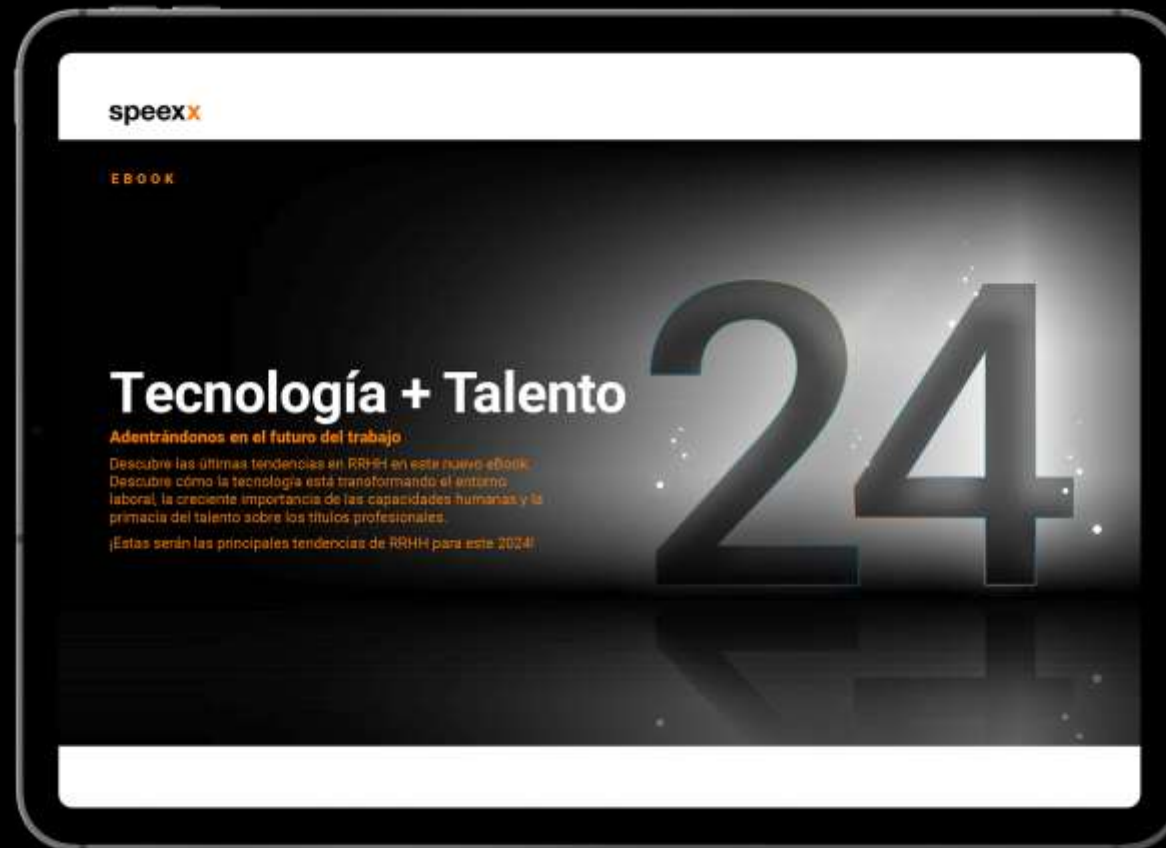 speexx
EBOOK
24
Tecnología + Talento
Adentrándonos en el futuro del trabajo
Descubre las últimas tendencias en RRHH en este nuevo eBook.
Descubre cómo la tecnología está transformando el entorno
laboral, la creciente importancia de las capacidades humanas y la
primacía del talento sobre los títulos profesionales.
¡Estas serán las principales tendencias de RRHH para este 2024!